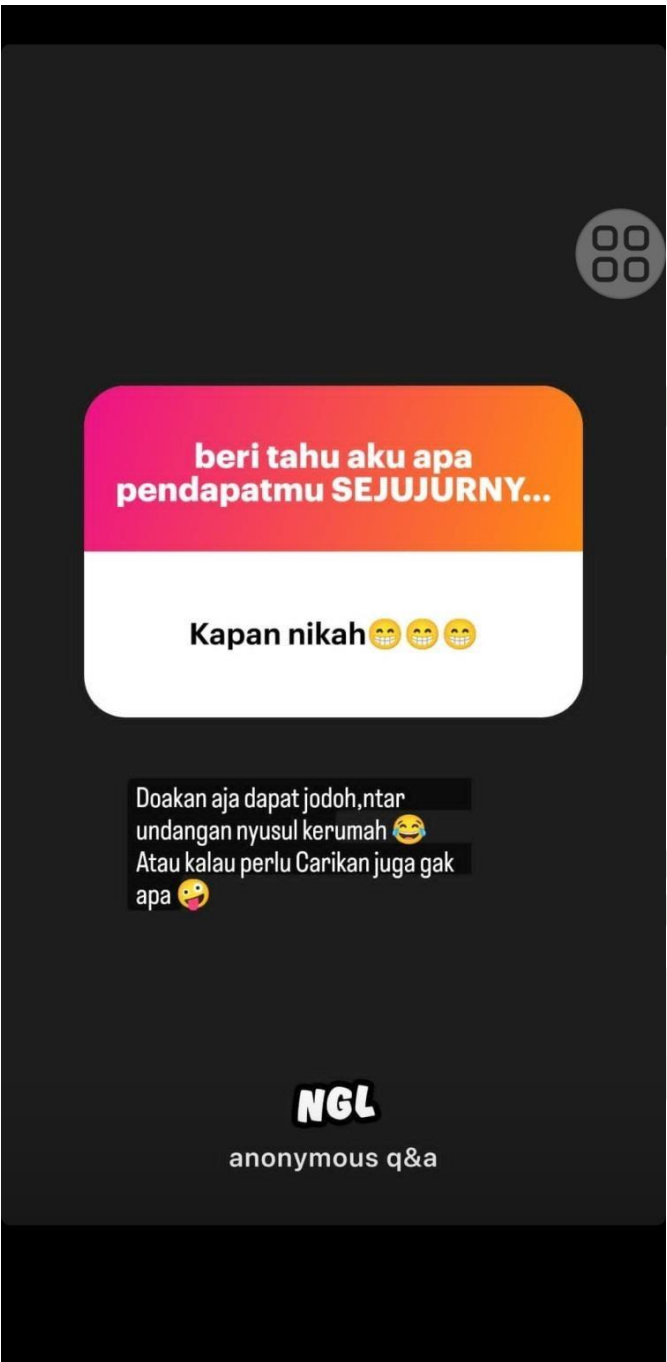 beri tahu aku apa
pendapatmu SEJUJURNY...
Kapan nikah😁😁😁
Doakan aja dapat jodoh,ntar
undangan nyusul kerumah 😂
Atau kalau perlu Carikan juga gak
apa 🤪
NGL
anonymous q&a